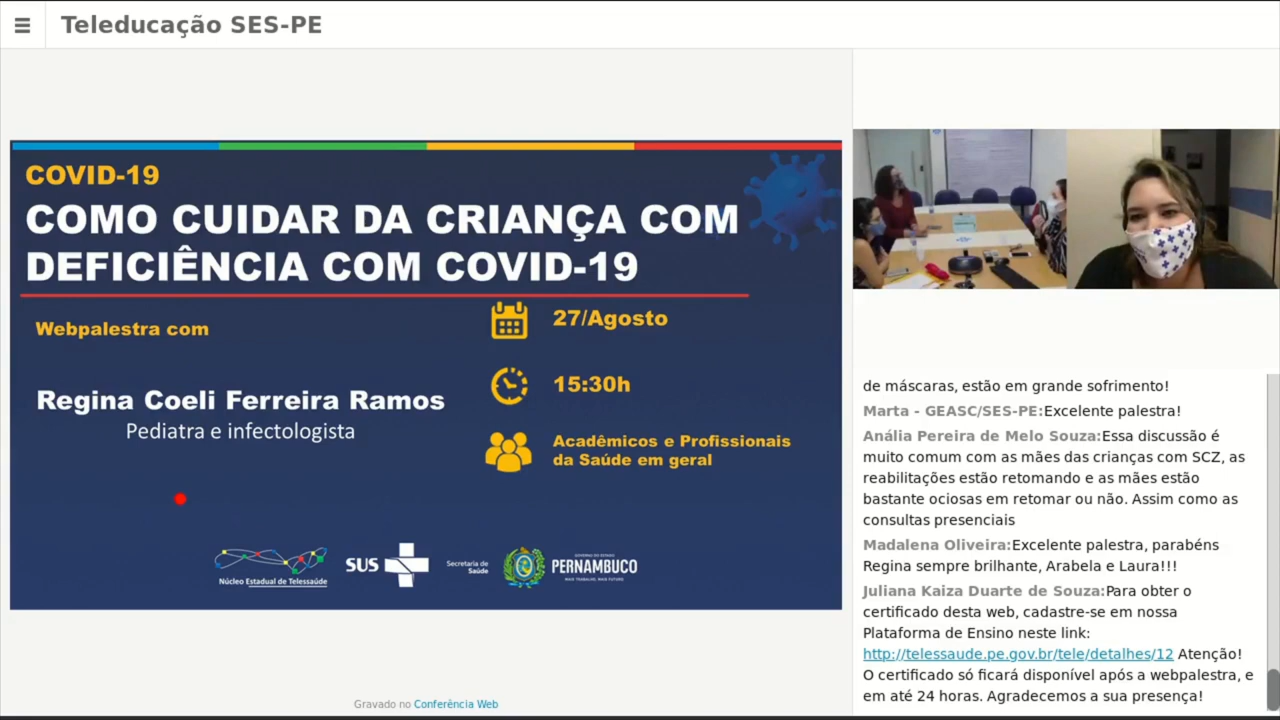 Teleducação SES-PE
COVID-19
COMO CUIDAR DA CRIANÇA COM
DEFICIÊNCIA COM COVID-19
Webpalestra com
27/Agosto
15:30h
Regina Coeli Ferreira Ramos
Pediatra e infectologista
Acadêmicos e Profissionais
da Saúde em geral
Núcleo Estadual de Telessaúde
SUS
Secretaria de
Saúde
GOVERNO DO ESTADO
PERNAMBUCO
MAIS TRABALHO, MAIS FUTURO
Gravado no Conferência Web
de máscaras, estão em grande sofrimento!
Marta - GEASC/SES-PE:Excelente palestra!
Anália Pereira de Melo Souza:Essa discussão é
muito comum com as mães das crianças com SCZ, as
reabilitações estão retomando e as mães estão
bastante ociosas em retomar ou não. Assim como as
consultas presenciais
Madalena Oliveira:Excelente palestra, parabéns
Regina sempre brilhante, Arabela e Laura!!!
Juliana Kaiza Duarte de Souza:Para obter o
certificado desta web, cadastre-se em nossa
Plataforma de Ensino neste link:
http://telessaude.pe.gov.br/tele/detalhes/12 Atenção!
O certificado só ficará disponível após a webpalestra, e
em até 24 horas. Agradecemos a sua presença!